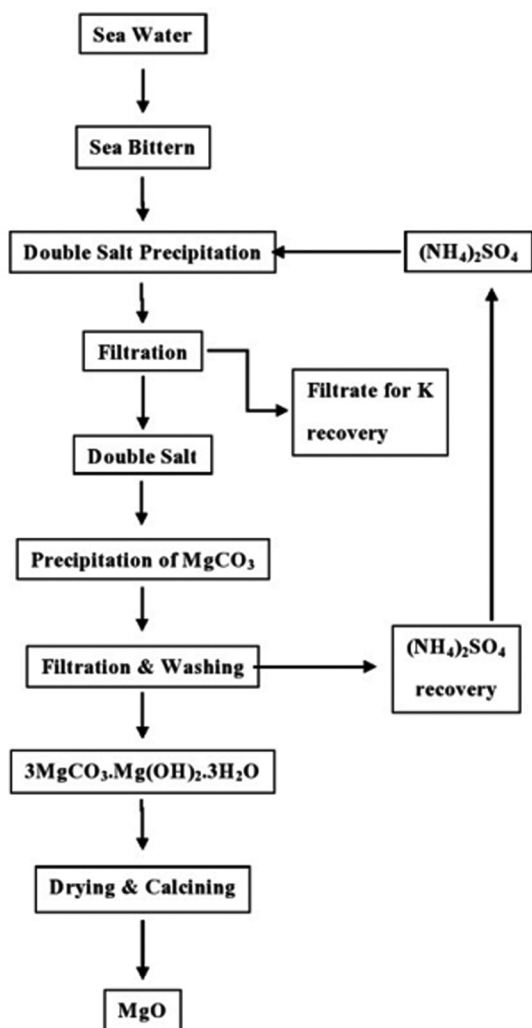 Sea Water
Sea Bittern
Double Salt Precipitation
(NH₄)₂SO₄
Filtration
Filtrate for K
recovery
Double Salt
Precipitation of MgCO₃
Filtration & Washing
(NH₄)₂SO₄
recovery
3MgCO₃.Mg(OH)₂.3H₂O
Drying & Calcining
MgO